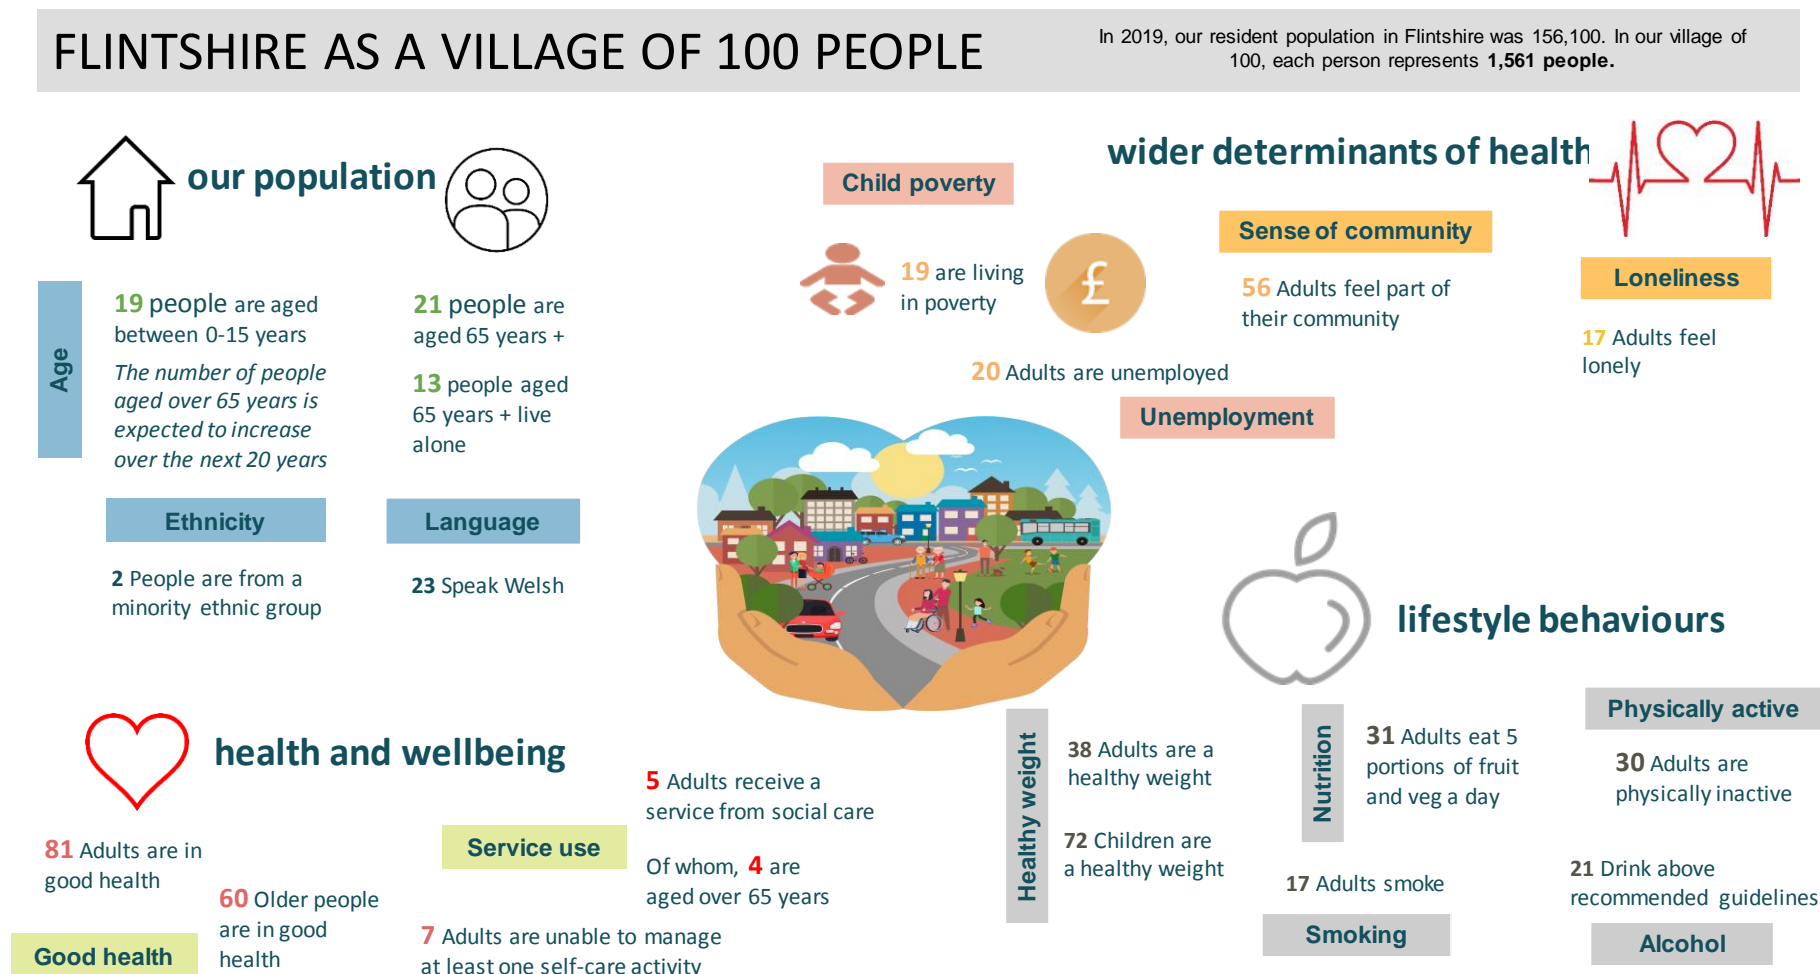 FLINTSHIRE AS A VILLAGE OF 100 PEOPLE
In 2019, our resident population in Flintshire was 156,100. In our village of
100, each person represents 1,561 people.
our population
Age
19 people are aged
between 0-15 years
The number of people
aged over 65 years is
expected to increase
over the next 20 years
21 people are
aged 65 years +
13 people aged
65 years + live
alone
Ethnicity
2 People are from a
minority ethnic group
Language
23 Speak Welsh
wider determinants of health
Child poverty
19 are living
in poverty
£
Sense of community
56 Adults feel part of
their community
Loneliness
17 Adults feel
lonely
20 Adults are unemployed
Unemployment
health and wellbeing
81 Adults are in
good health
60 Older people
are in good
health
Good health
Service use
5 Adults receive a
service from social care
Of whom, 4 are
aged over 65 years
7 Adults are unable to manage
at least one self-care activity
lifestyle behaviours
Healthy weight
38 Adults are a
healthy weight
72 Children are
a healthy weight
Nutrition
31 Adults eat 5
portions of fruit
and veg a day
Physically active
30 Adults are
physically inactive
17 Adults smoke
Smoking
21 Drink above
recommended guidelines
Alcohol